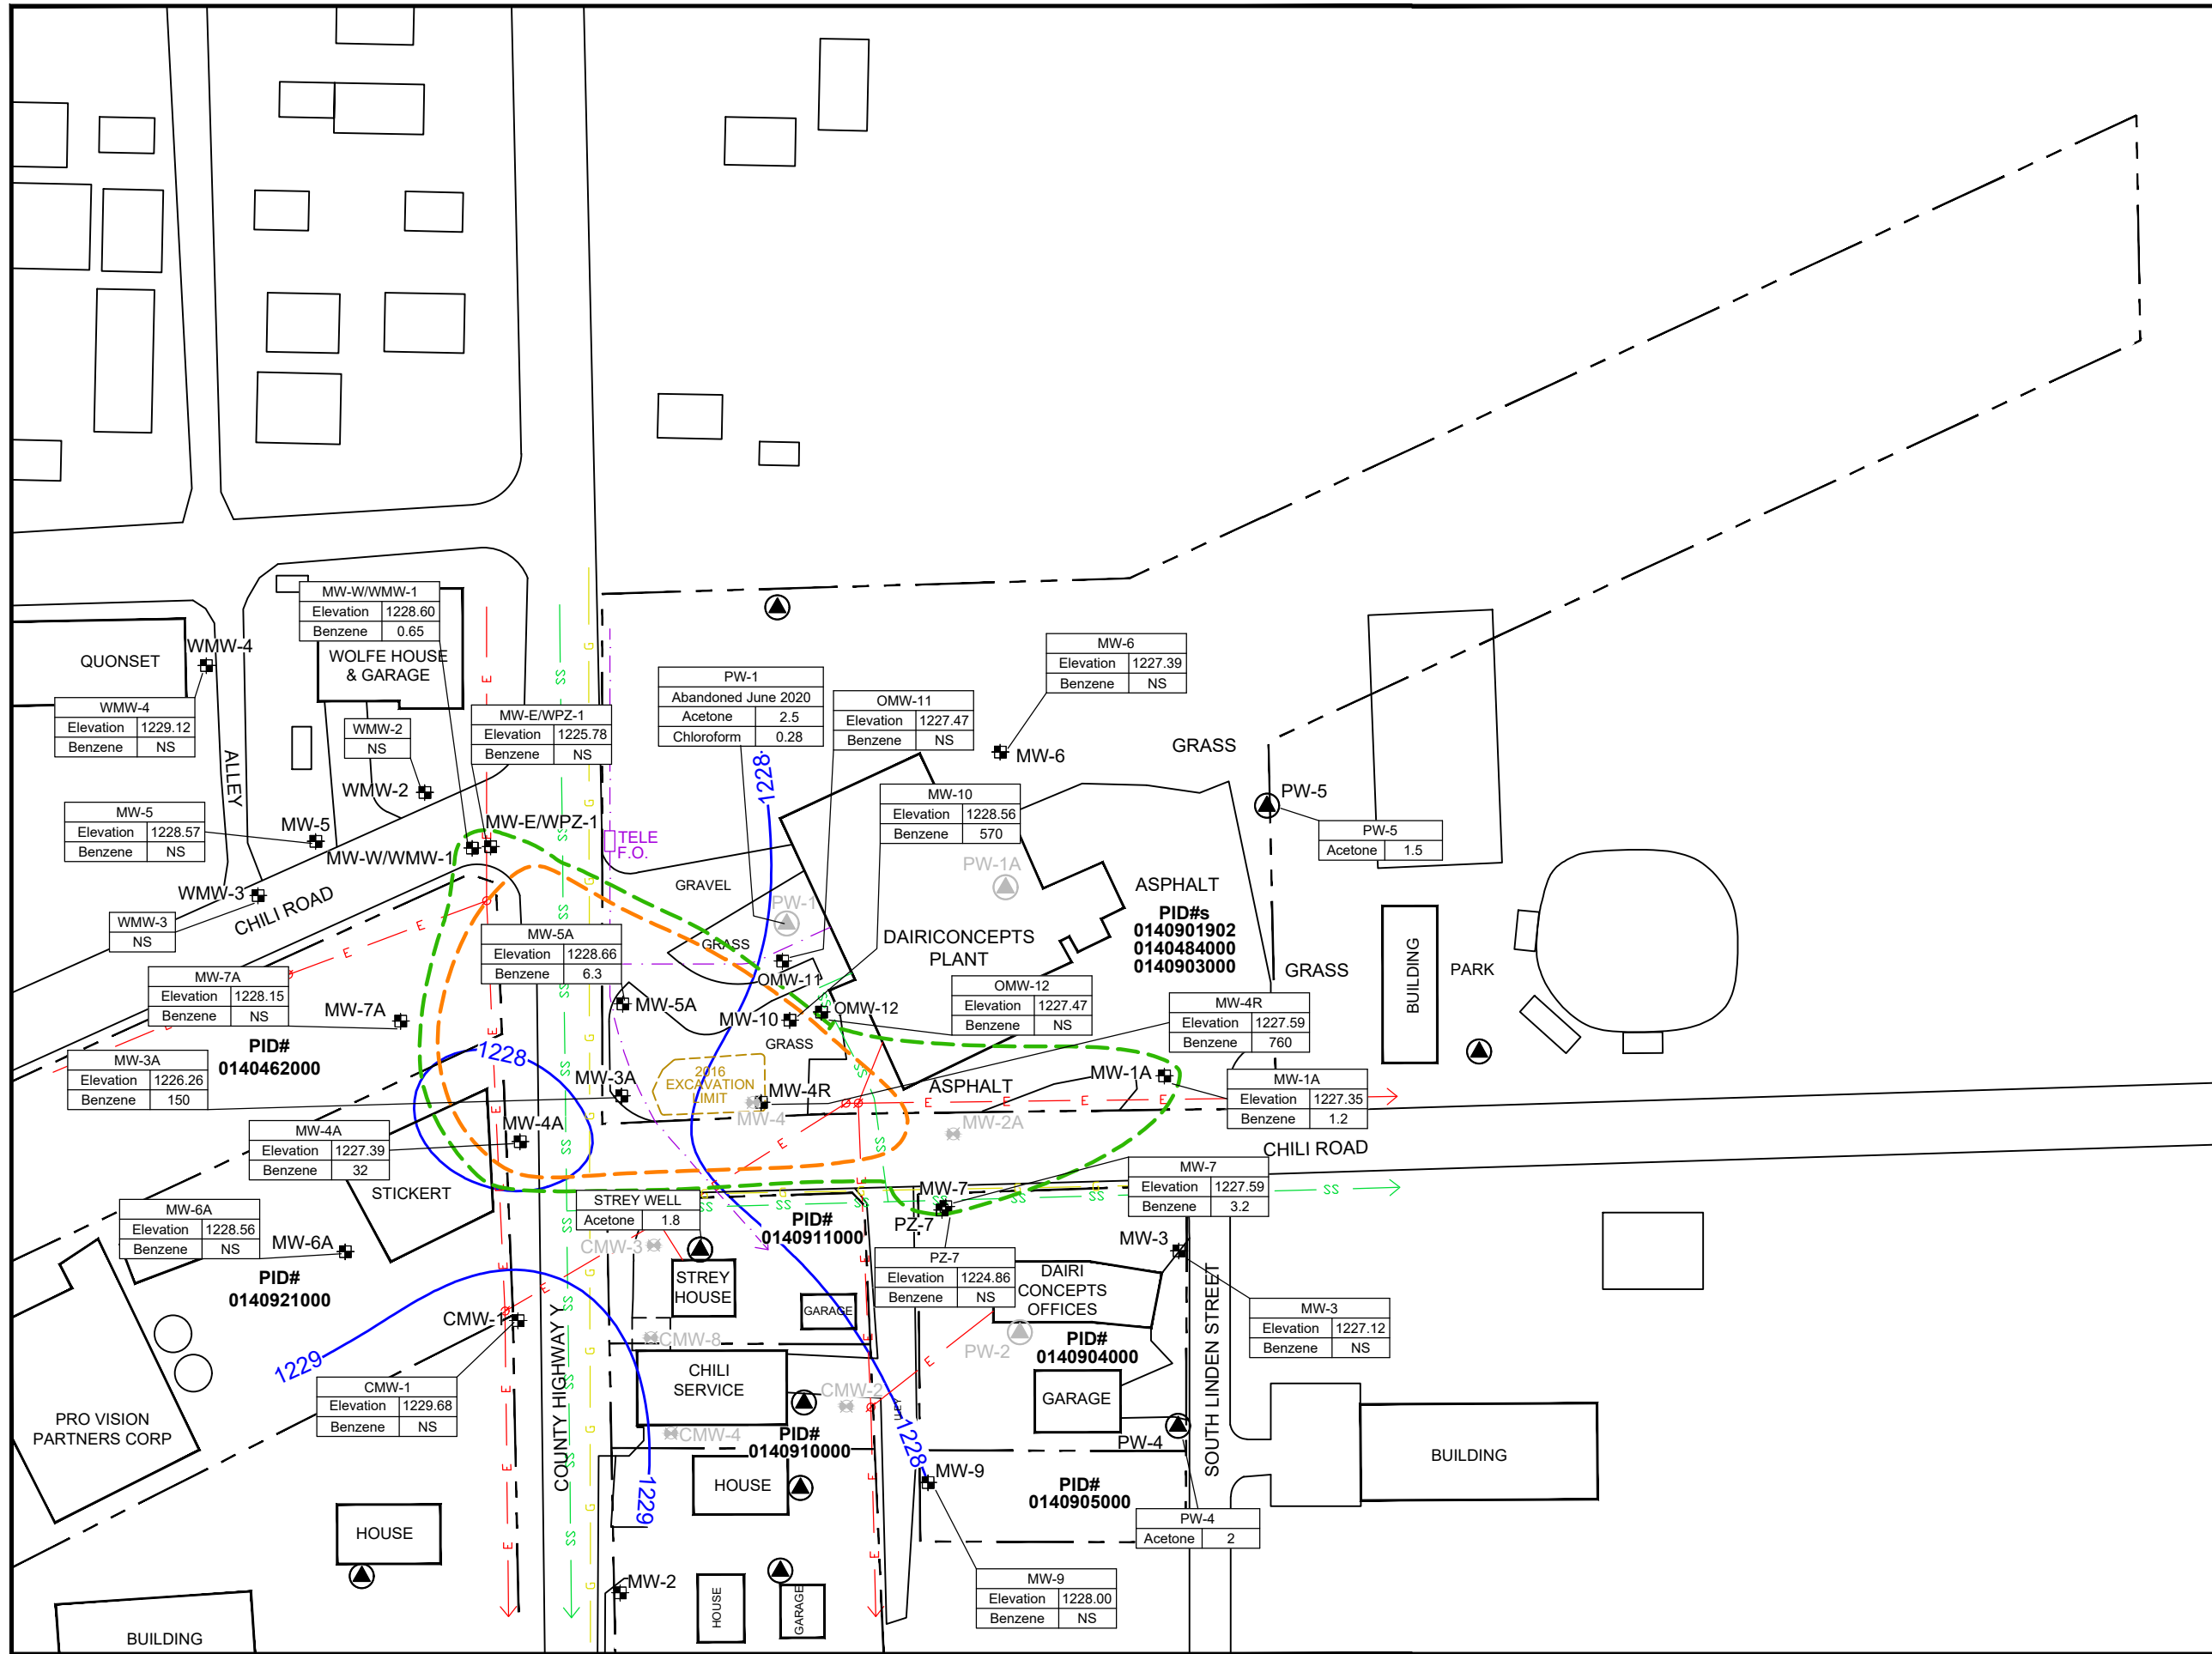 MW-W/WMW-1
Elevation 1228.60
Benzene 0.65
QUONSET
WMW-4
WOLFE HOUSE
& GARAGE
WMW-4
Elevation 1229.12
Benzene NS
ALLEY
WMW-2
NS
WMW-2
MW-E/WPZ-1
Elevation 1225.78
Benzene NS
PW-1
Abandoned June 2020
Acetone 2.5
Chloroform 0.28
OMW-11
Elevation 1227.47
Benzene NS
MW-6
Elevation 1227.39
Benzene NS
MW-6
GRASS
1228
MW-10
Elevation 1228.56
Benzene 570
PW-5
PW-5
Acetone 1.5
MW-5
Elevation 1228.57
Benzene NS
MW-5
MW-E/WPZ-1
MW-W/WMW-1
TELE
F.O.
WMW-3
WMW-3
NS
CHILI ROAD
GRAVEL
PW-1
PW-1A
ASPHALT
PID#s
0140901902
0140484000
0140903000
GRASS
DAIRICONCEPTS
PLANT
GRASS
BUILDING
PARK
MW-5A
Elevation 1228.66
Benzene 6.3
MW-5A
OMW-11
OMW-12
MW-10
GRASS
OMW-12
Elevation 1227.47
Benzene NS
MW-4R
Elevation 1227.59
Benzene 760
MW-7A
Elevation 1228.15
Benzene NS
MW-7A
PID#
0140462000
1228
MW-3A
Elevation 1226.26
Benzene 150
MW-3A
2016
EXCAVATION
LIMIT
MW-4R
MW-4
ASPHALT
MW-1A
MW-2A
MW-1A
Elevation 1227.35
Benzene 1.2
CHILI ROAD
MW-4A
Elevation 1227.39
Benzene 32
MW-4A
STICKERT
MW-7
Elevation 1227.59
Benzene 3.2
MW-7
PZ-7
STREY WELL
Acetone 1.8
PID#
0140911000
MW-6A
Elevation 1228.56
Benzene NS
MW-6A
PID#
0140921000
CMW-3
STREY
HOUSE
GARAGE
PZ-7
Elevation 1224.86
Benzene NS
DAIRI
CONCEPTS
OFFICES
MW-3
MW-3
Elevation 1227.12
Benzene NS
SOUTH LINDEN STREET
CMW-1
CMW-1
Elevation 1229.68
Benzene NS
1229
COUNTY HIGHWAY Y
CMW-8
CHILI
SERVICE
CMW-2
CMW-4
PID#
0140910000
PW-2
PID#
0140904000
GARAGE
PW-4
PRO VISION
PARTNERS CORP
HOUSE
1229
HOUSE
1228
MW-9
PID#
0140905000
BUILDING
PW-4
Acetone 2
MW-9
Elevation 1228.00
Benzene NS
MW-2
HOUSE
GARAGE
BUILDING
E
SS
G